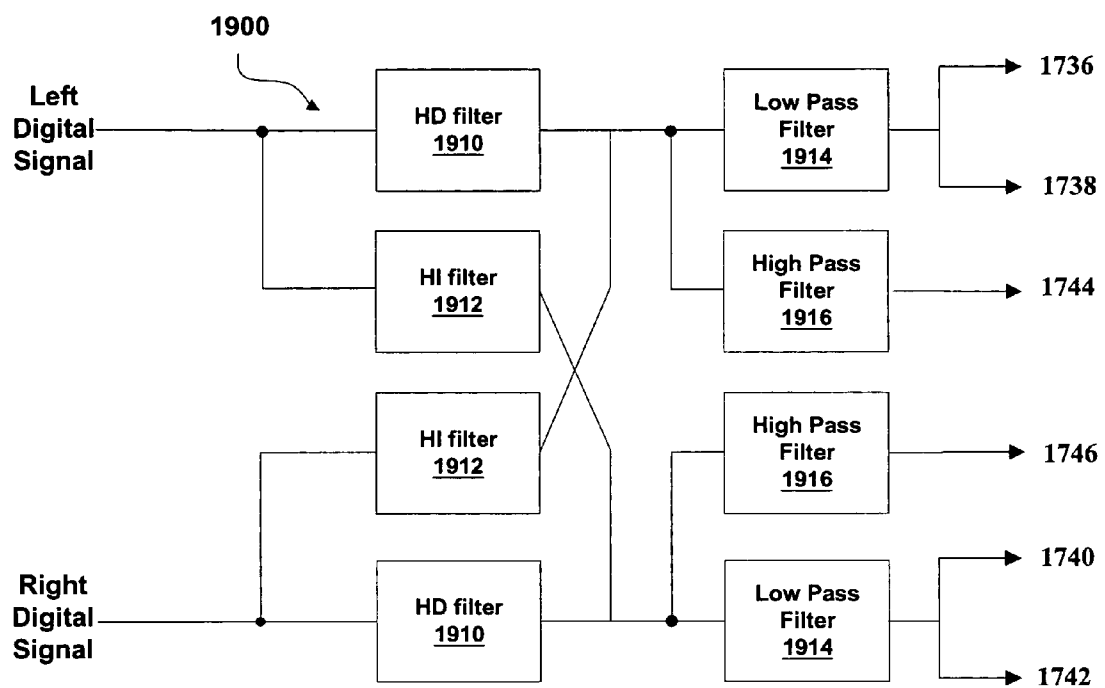 1900
Left
Digital
Signal
HD filter
1910
Low Pass
Filter
1914
1736
1738
HI filter
1912
High Pass
Filter
1916
1744
HI filter
1912
High Pass
Filter
1916
1746
Right
Digital
Signal
HD filter
1910
Low Pass
Filter
1914
1740
1742